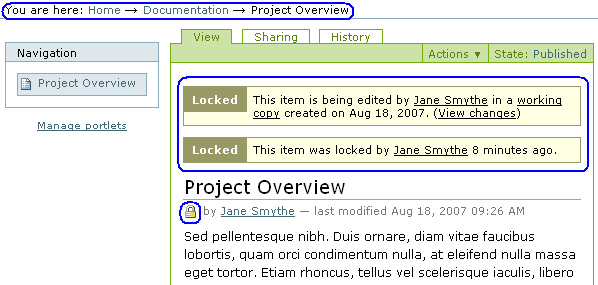 You are here: Home → Documentation → Project Overview
Navigation
Project Overview
Manage portlets
View Sharing History
Actions ▼ State: Published
Locked This item is being edited by Jane Smythe in a working
copy created on Aug 18, 2007. (View changes)
Locked This item was locked by Jane Smythe 8 minutes ago.
Project Overview
by Jane Smythe — last modified Aug 18, 2007 09:26 AM
Sed pellentesque nibh. Duis ornare, diam vitae faucibus
lobortis, quam orci condimentum nulla, at eleifend nulla massa
eget tortor. Etiam rhoncus, tellus vel scelerisque iaculis, libero